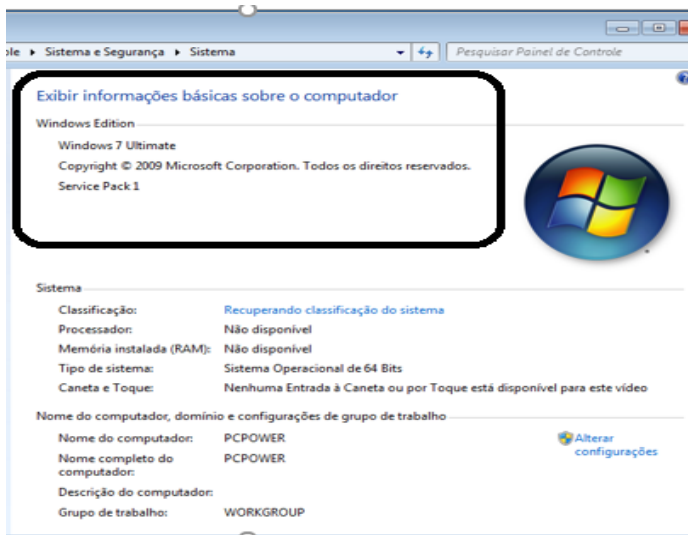 Sistema e Segurança ▸ Sistema
Pesquisar Painel de Controle
Exibir informações básicas sobre o computador
Windows Edition
Windows 7 Ultimate
Copyright © 2009 Microsoft Corporation. Todos os direitos reservados.
Service Pack 1
Sistema
Classificação: Recuperando classificação do sistema
Processador: Não disponível
Memória instalada (RAM): Não disponível
Tipo de sistema: Sistema Operacional de 64 Bits
Caneta e Toque: Nenhuma Entrada à Caneta ou por Toque está disponível para este vídeo
Nome do computador, domínio e configurações de grupo de trabalho
Nome do computador: PCPOWER
Alterar
configurações
Nome completo do PCPOWER
computador:
Descrição do computador:
Grupo de trabalho: WORKGROUP